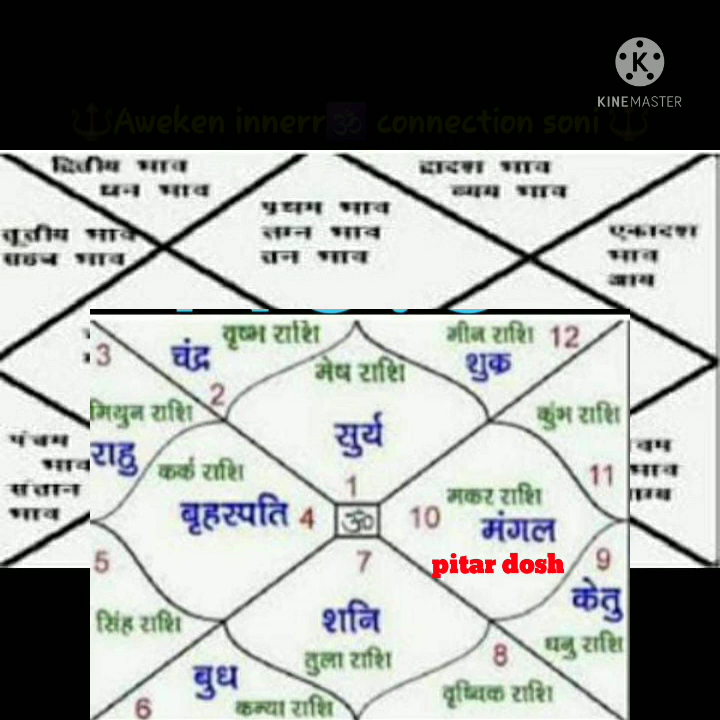 KINEMASTER
Aweken innerr🕉 connection soni
द्वितीय भाव
धन भाव
द्वादश भाव
व्यय भाव
प्रथम भाव
लग्न भाव
तन भाव
तृतीय भाव
सहज भाव
एकादश
भाव
आय
पंचम
भाव
संतान
भाव
भाव
वृष्भ राशि
मीन राशि 12
3
चंद्र
शुक्र
मेष राशि
2
मिथुन राशि
सुर्य
कुंभ राशि
राहु
कर्क राशि
11
1
मकर राशि
बृहस्पति 4
ॐ
10
मंगल
pitar dosh
5
7
9
केतु
सिंह राशि
शनि
धनु राशि
तुला राशि
8
बुध
वृष्चिक राशि
6
कन्या राशि